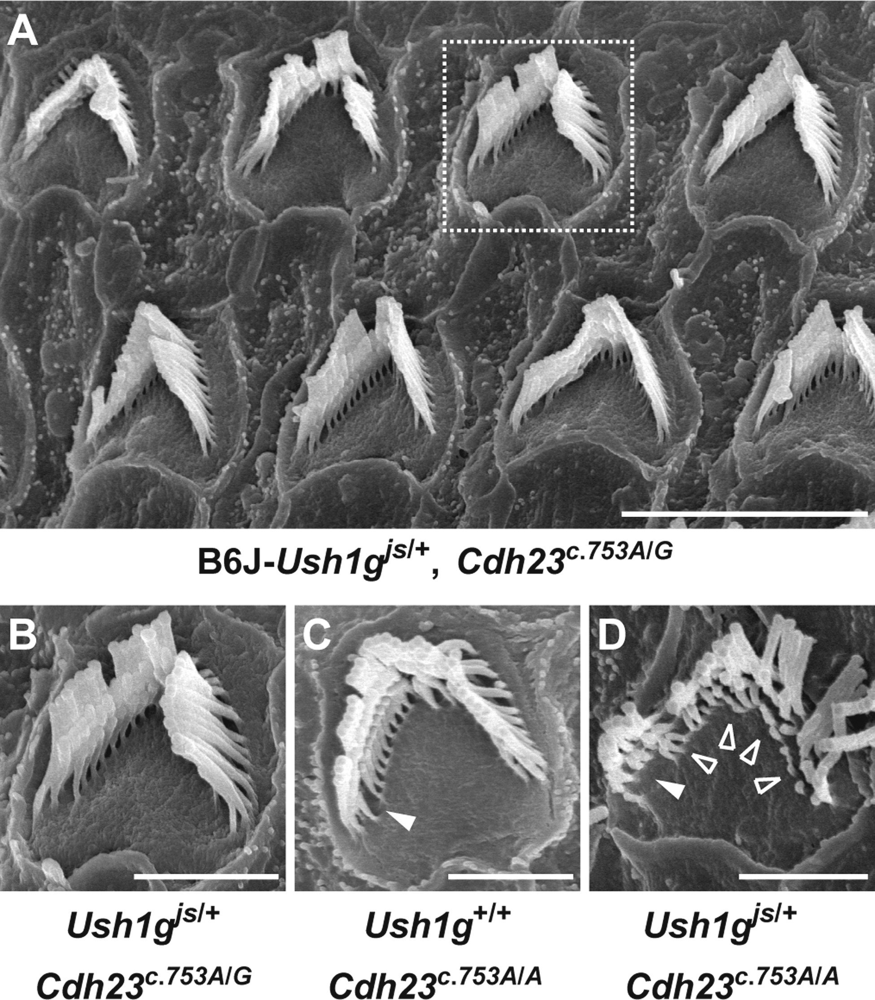 A
B6J-Ush1gjs/+, Cdh23c.753A/G
B C D
Ush1gjs/+ Ush1g+/+ Ush1gjs/+
Cdh23c.753A/G Cdh23c.753A/A Cdh23c.753A/A